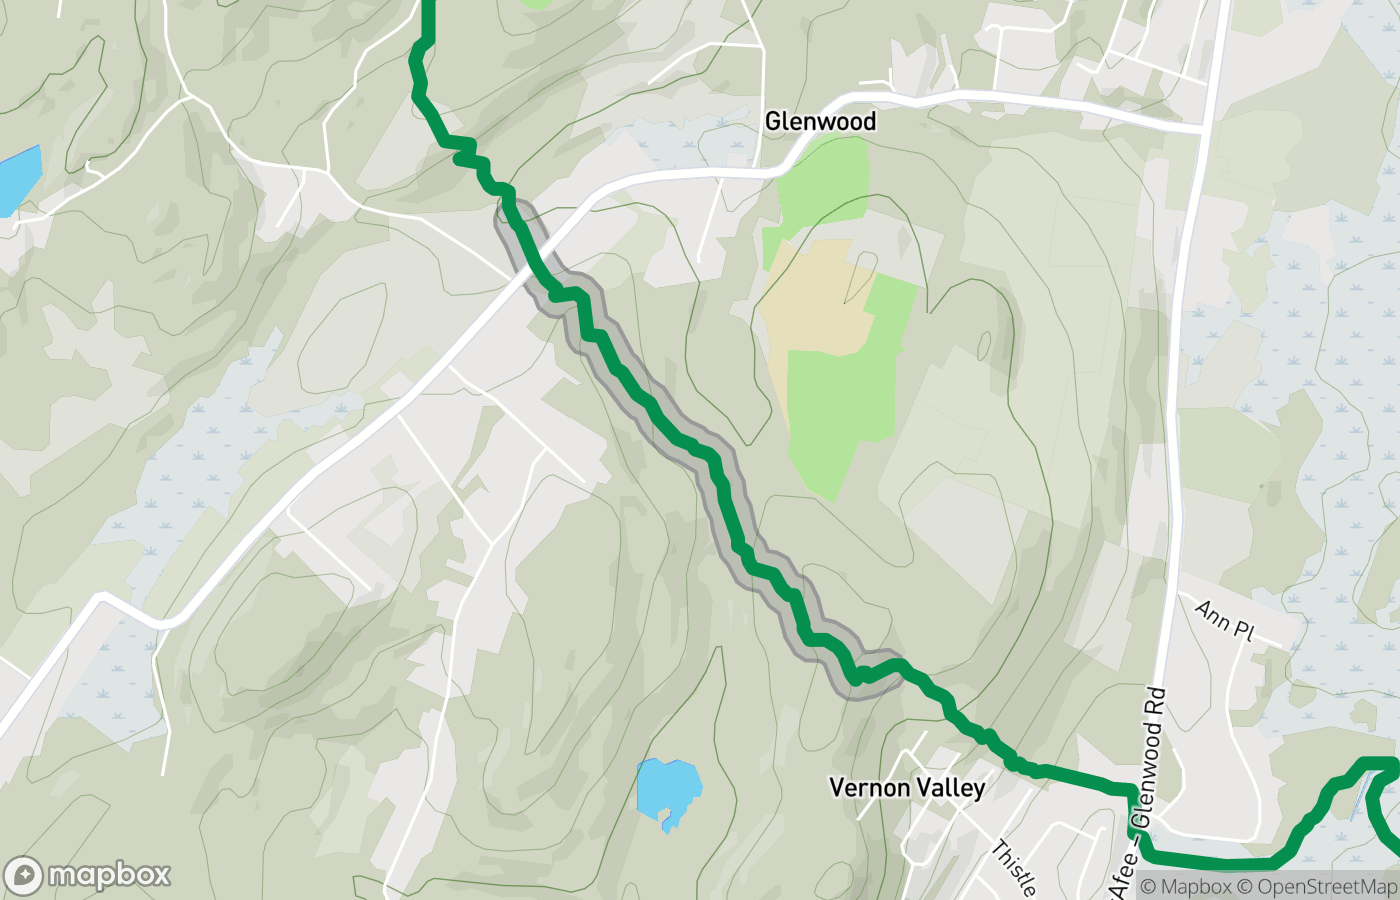 Glenwood
Ann Pl
Afee - Glenwood Rd
Vernon Valley
Thistle
mapbox
© Mapbox © OpenStreetMap